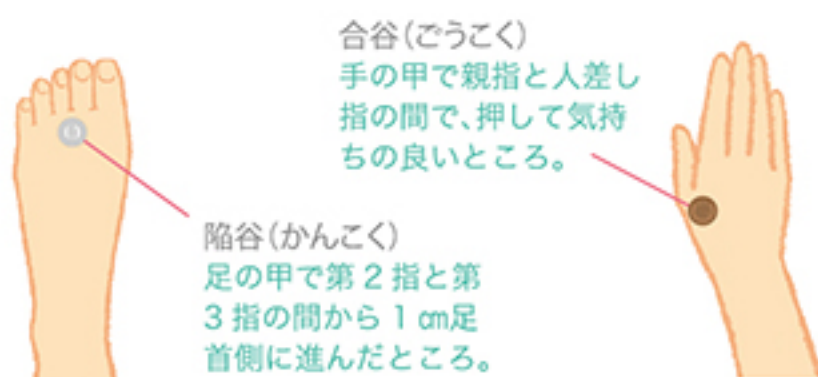 合谷(ごうこく)
手の甲で親指と人差し
指の間で、押して気持
ちの良いところ。
陥谷(かんこく)
足の甲で第2指と第
3指の間から1㎝足
首側に進んだところ。